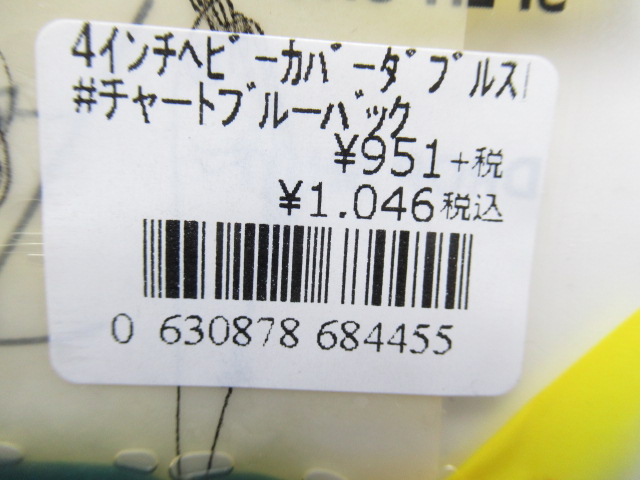 4インチヘビーカバーダブルス
#チャートブルーバック
¥951+税
¥1.046税込
0 630878 684455